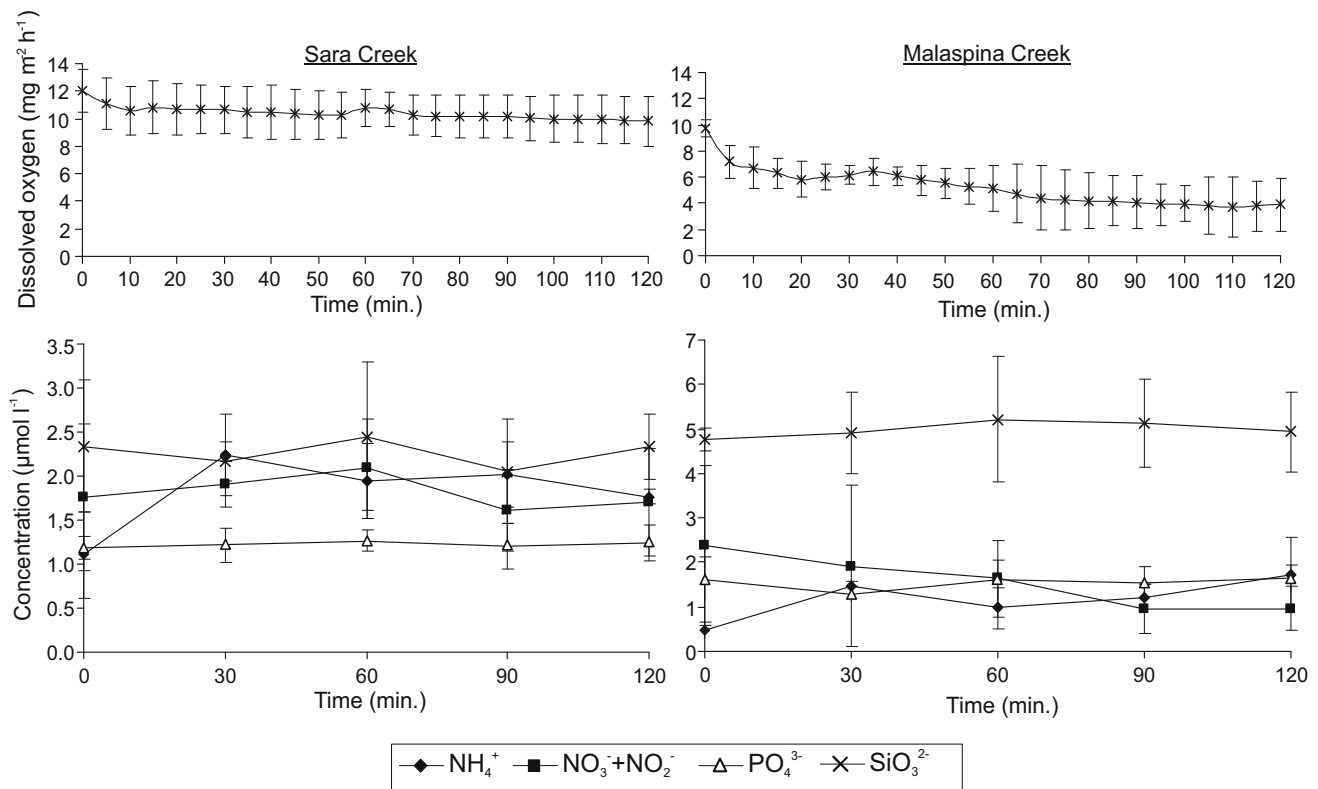 Sara Creek
Malaspina Creek
Dissolved oxygen (mg m⁻² h⁻¹)
14
12
10
8
6
4
2
0
0 10 20 30 40 50 60 70 80 90 100 110 120
Time (min.)
14
12
10
8
6
4
2
0
0 10 20 30 40 50 60 70 80 90 100 110 120
Time (min.)
Concentration (µmol l⁻¹)
3.5
3.0
2.5
2.0
1.5
1.0
0.5
0.0
0 30 60 90 120
Time (min.)
7
6
5
4
3
2
1
0
0 30 60 90 120
Time (min.)
NH₄⁺ NO₃⁻+NO₂⁻ PO₄³⁻ SiO₃²⁻